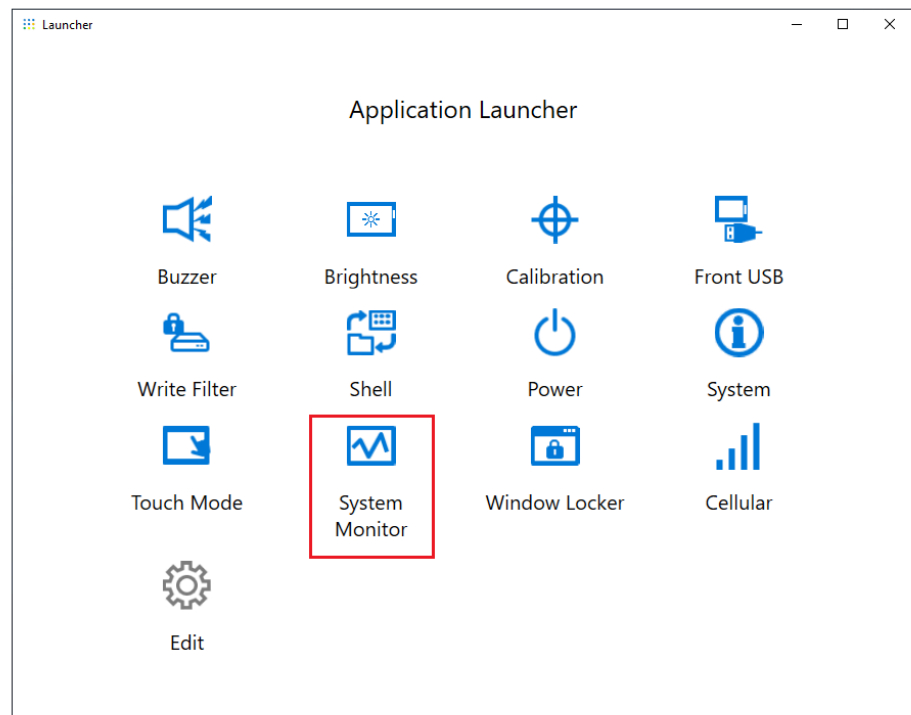 Launcher
Application Launcher
Buzzer
Brightness
Calibration
Front USB
Write Filter
Shell
Power
System
Touch Mode
System
Monitor
Window Locker
Cellular
Edit